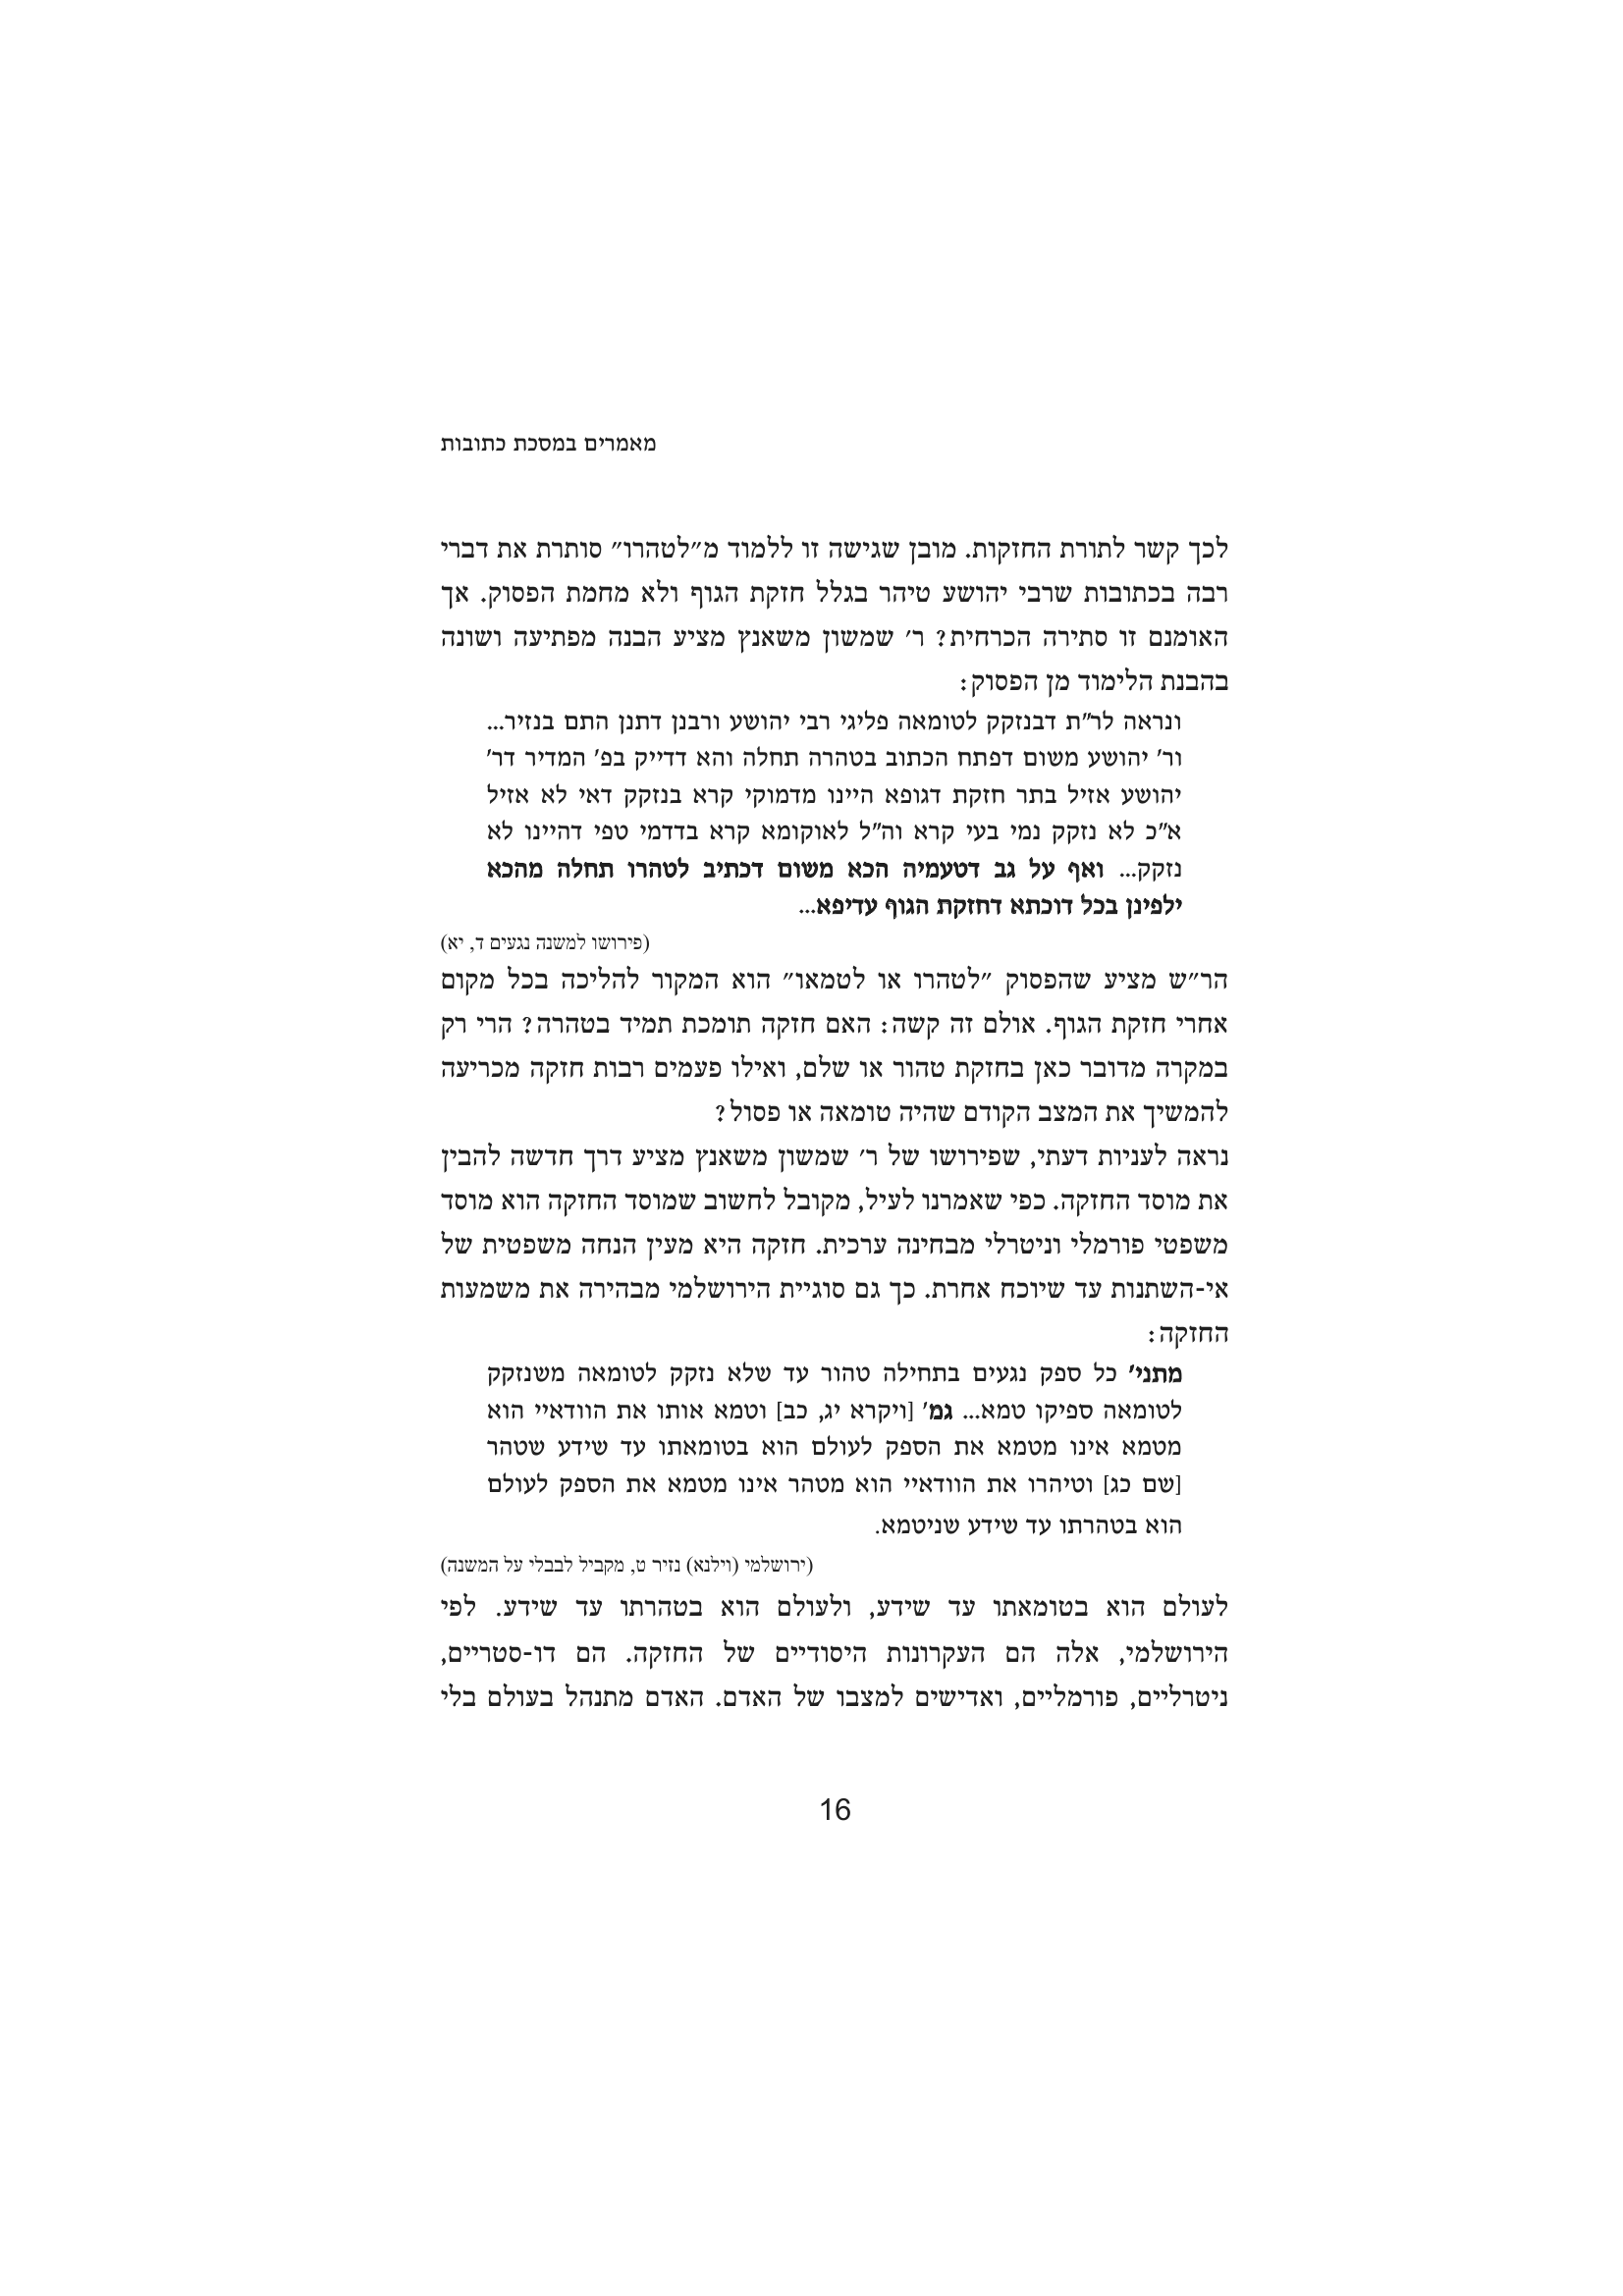 מאמרים במסכת כתובות
לכך קשר לתורת החזקות. מובן שגישה זו ללמוד מ״לטהרו״ סותרת את דברי
רבה בכתובות שרבי יהושע טיהר בגלל חזקת הגוף ולא מחמת הפסוק. אך
האומנם זו סתירה הכרחית? ר׳ שמשון משאנץ מציע הבנה מפתיעה ושונה
בהבנת הלימוד מן הפסוק:
ונראה לר"ת דבנזקק לטומאה פליגי רבי יהושע ורבנן דתנן התם בנזיר...
ור' יהושע משום דפתח הכתוב בטהרה תחלה והא דדייק בפ' המדיר דר'
יהושע אזיל בתר חזקת דגופא היינו מדמוקי קרא בנזקק דאי לא אזיל
א"כ לא נזקק נמי בעי קרא וה"ל לאוקומא קרא בדדמי טפי דהיינו לא
נזקק... ואף על גב דטעמיה הכא משום דכתיב לטהרו תחלה מהכא
ילפינן בכל דוכתא דחזקת הגוף עדיפא...
(פירושו למשנה נגעים ד, יא)
הר״ש מציע שהפסוק ״לטהרו או לטמאו״ הוא המקור להליכה בכל מקום
אחרי חזקת הגוף. אולם זה קשה: האם חזקה תומכת תמיד בטהרה? הרי רק
במקרה מדובר כאן בחזקת טהור או שלם, ואילו פעמים רבות חזקה מכריעה
להמשיך את המצב הקודם שהיה טומאה או פסול?
נראה לעניות דעתי, שפירושו של ר׳ שמשון משאנץ מציע דרך חדשה להבין
את מוסד החזקה. כפי שאמרנו לעיל, מקובל לחשוב שמוסד החזקה הוא מוסד
משפטי פורמלי וניטרלי מבחינה ערכית. חזקה היא מעין הנחה משפטית של
אי-השתנות עד שיוכח אחרת. כך גם סוגיית הירושלמי מבהירה את משמעות
החזקה:
מתני' כל ספק נגעים בתחילה טהור עד שלא נזקק לטומאה משנזקק
לטומאה ספיקו טמא... גמ' [ויקרא יג, כב] וטמא אותו את הוודאיי הוא
מטמא אינו מטמא את הספק לעולם הוא בטומאתו עד שידע שטהר
[שם כג] וטיהרו את הוודאיי הוא מטהר אינו מטמא את הספק לעולם
הוא בטהרתו עד שידע שניטמא.
(ירושלמי (וילנא) נזיר ט, מקביל לבבלי על המשנה)
לעולם הוא בטומאתו עד שידע, ולעולם הוא בטהרתו עד שידע. לפי
הירושלמי, אלה הם העקרונות היסודיים של החזקה. הם דו-סטריים,
ניטרליים, פורמליים, ואדישים למצבו של האדם. האדם מתנהל בעולם בלי
16